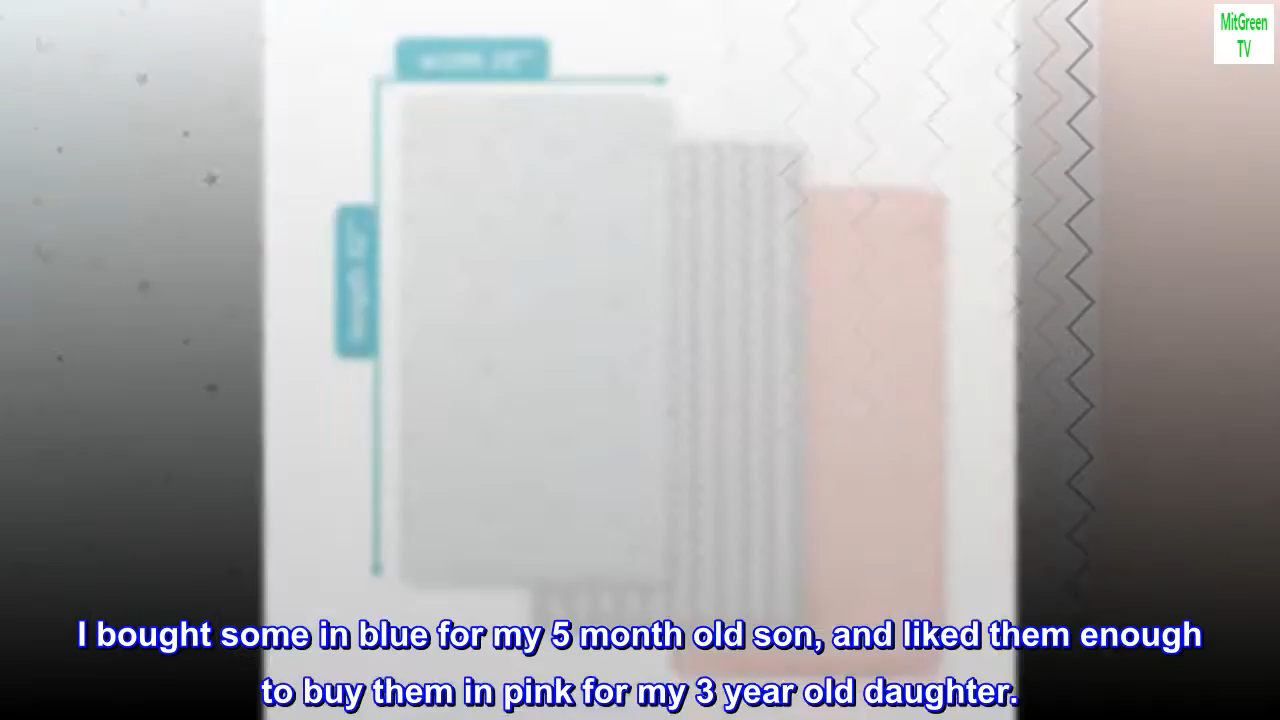 MitGreen
TV
I bought some in blue for my 5 month old son, and liked them enough
to buy them in pink for my 3 year old daughter.